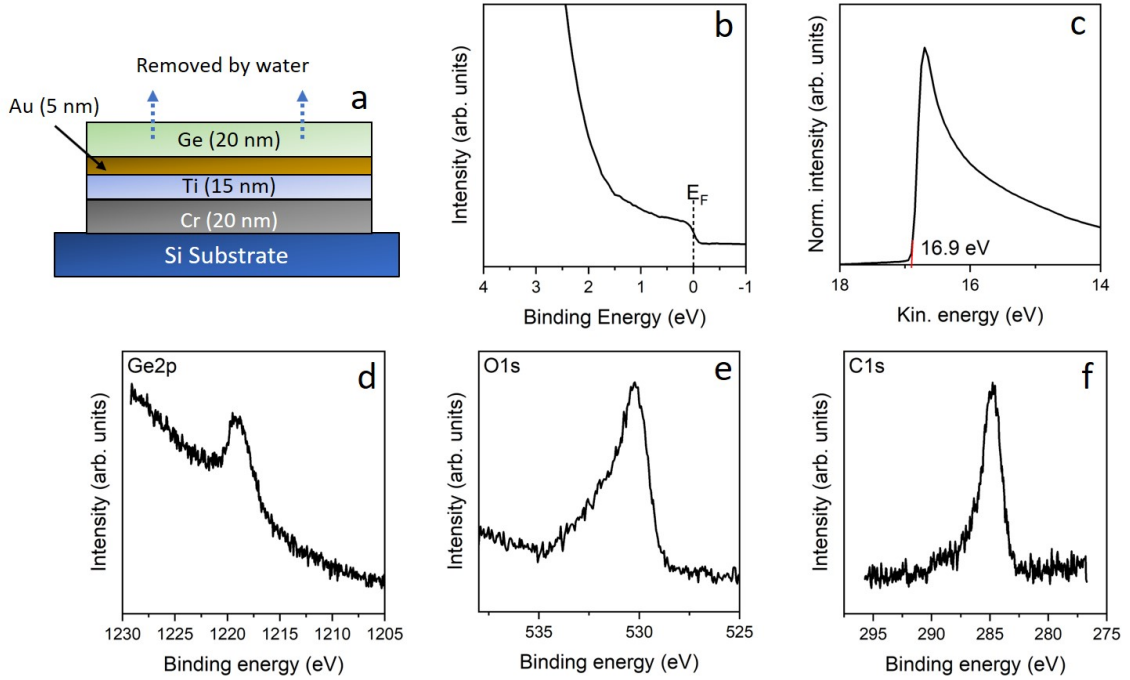 Removed by water
a
Au (5 nm)
Ge (20 nm)
Ti (15 nm)
Cr (20 nm)
Si Substrate
b
E_F
Intensity (arb. units)
4 3 2 1 0 -1
Binding Energy (eV)
c
Norm. intensity (arb. units)
16.9 eV
18 16 14
Kin. energy (eV)
Ge2p
d
Intensity (arb. units)
1230 1225 1220 1215 1210 1205
Binding energy (eV)
O1s
e
Intensity (arb. units)
535 530 525
Binding energy (eV)
C1s
f
Intensity (arb. units)
295 290 285 280 275
Binding energy (eV)